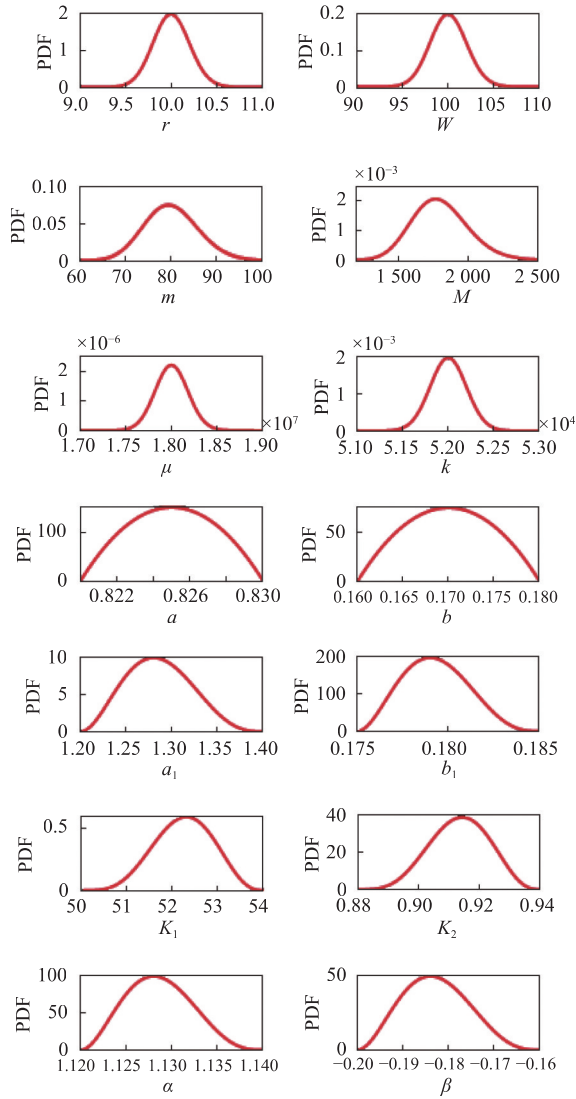 PDF
2
1
0
9.0 9.5 10.0 10.5 11.0
r
PDF
0.2
0.1
0
90 95 100 105 110
W
PDF
0.10
0.05
0
60 70 80 90 100
m
×10⁻³
PDF
2
1
0
1 500 2 000 2 500
M
×10⁻⁶
PDF
2
1
0
1.70 1.75 1.80 1.85 1.90
×10⁷
μ
×10⁻³
PDF
2
1
0
5.10 5.15 5.20 5.25 5.30
×10⁴
k
PDF
100
0
0.822 0.826 0.830
a
PDF
50
0
0.160 0.165 0.170 0.175 0.180
b
PDF
10
5
0
1.20 1.25 1.30 1.35 1.40
a₁
PDF
200
100
0
0.175 0.180 0.185
b₁
PDF
0.5
0
50 51 52 53 54
K₁
PDF
40
20
0
0.88 0.90 0.92 0.94
K₂
PDF
100
50
0
1.120 1.125 1.130 1.135 1.140
α
PDF
50
0
−0.20 −0.19 −0.18 −0.17 −0.16
β